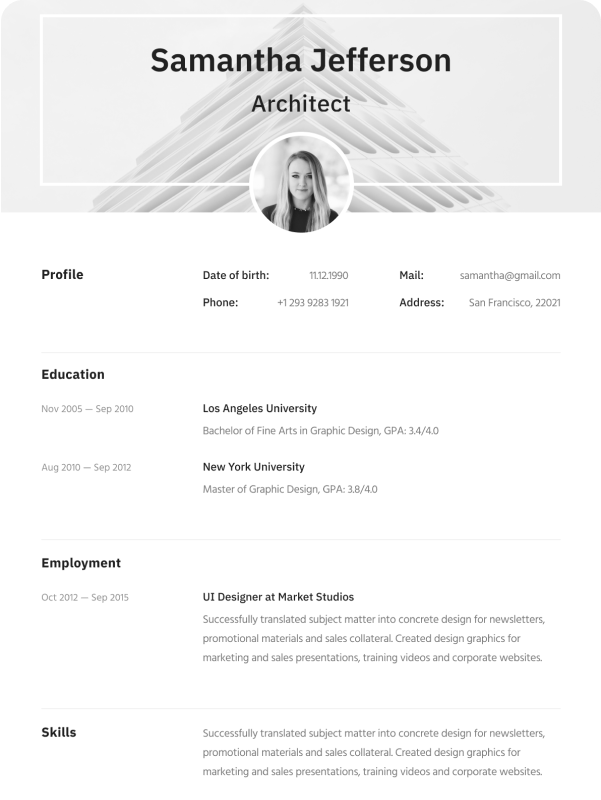 Samantha Jefferson
Architect
Profile
Date of birth: 11.12.1990 Mail: samantha@gmail.com
Phone: +1 293 9283 1921 Address: San Francisco, 22021
Education
Nov 2005 — Sep 2010 Los Angeles University
Bachelor of Fine Arts in Graphic Design, GPA: 3.4/4.0
Aug 2010 — Sep 2012 New York University
Master of Graphic Design, GPA: 3.8/4.0
Employment
Oct 2012 — Sep 2015 UI Designer at Market Studios
Successfully translated subject matter into concrete design for newsletters,
promotional materials and sales collateral. Created design graphics for
marketing and sales presentations, training videos and corporate websites.
Skills
Successfully translated subject matter into concrete design for newsletters,
promotional materials and sales collateral. Created design graphics for
marketing and sales presentations, training videos and corporate websites.